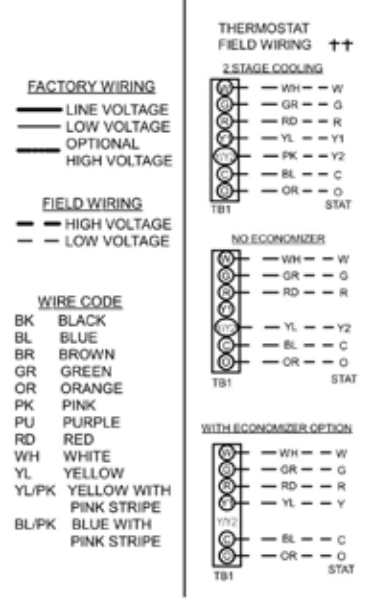 FACTORY WIRING
LINE VOLTAGE
LOW VOLTAGE
OPTIONAL
HIGH VOLTAGE
FIELD WIRING
HIGH VOLTAGE
LOW VOLTAGE
WIRE CODE
BK BLACK
BL BLUE
BR BROWN
GR GREEN
OR ORANGE
PK PINK
PU PURPLE
RD RED
WH WHITE
YL YELLOW
YL/PK YELLOW WITH
PINK STRIPE
BL/PK BLUE WITH
PINK STRIPE
THERMOSTAT
FIELD WIRING ††
2 STAGE COOLING
W WH W
G GR G
R RD R
Y1 YL Y1
Y/Y2 PK Y2
C BL C
O OR O
TB1 STAT
NO ECONOMIZER
W WH W
G GR G
R RD R
Y1
Y/Y2 YL Y2
C BL C
O OR O
TB1 STAT
WITH ECONOMIZER OPTION
W WH W
G GR G
R RD R
Y1 YL Y
Y/Y2
C BL C
O OR O
TB1 STAT